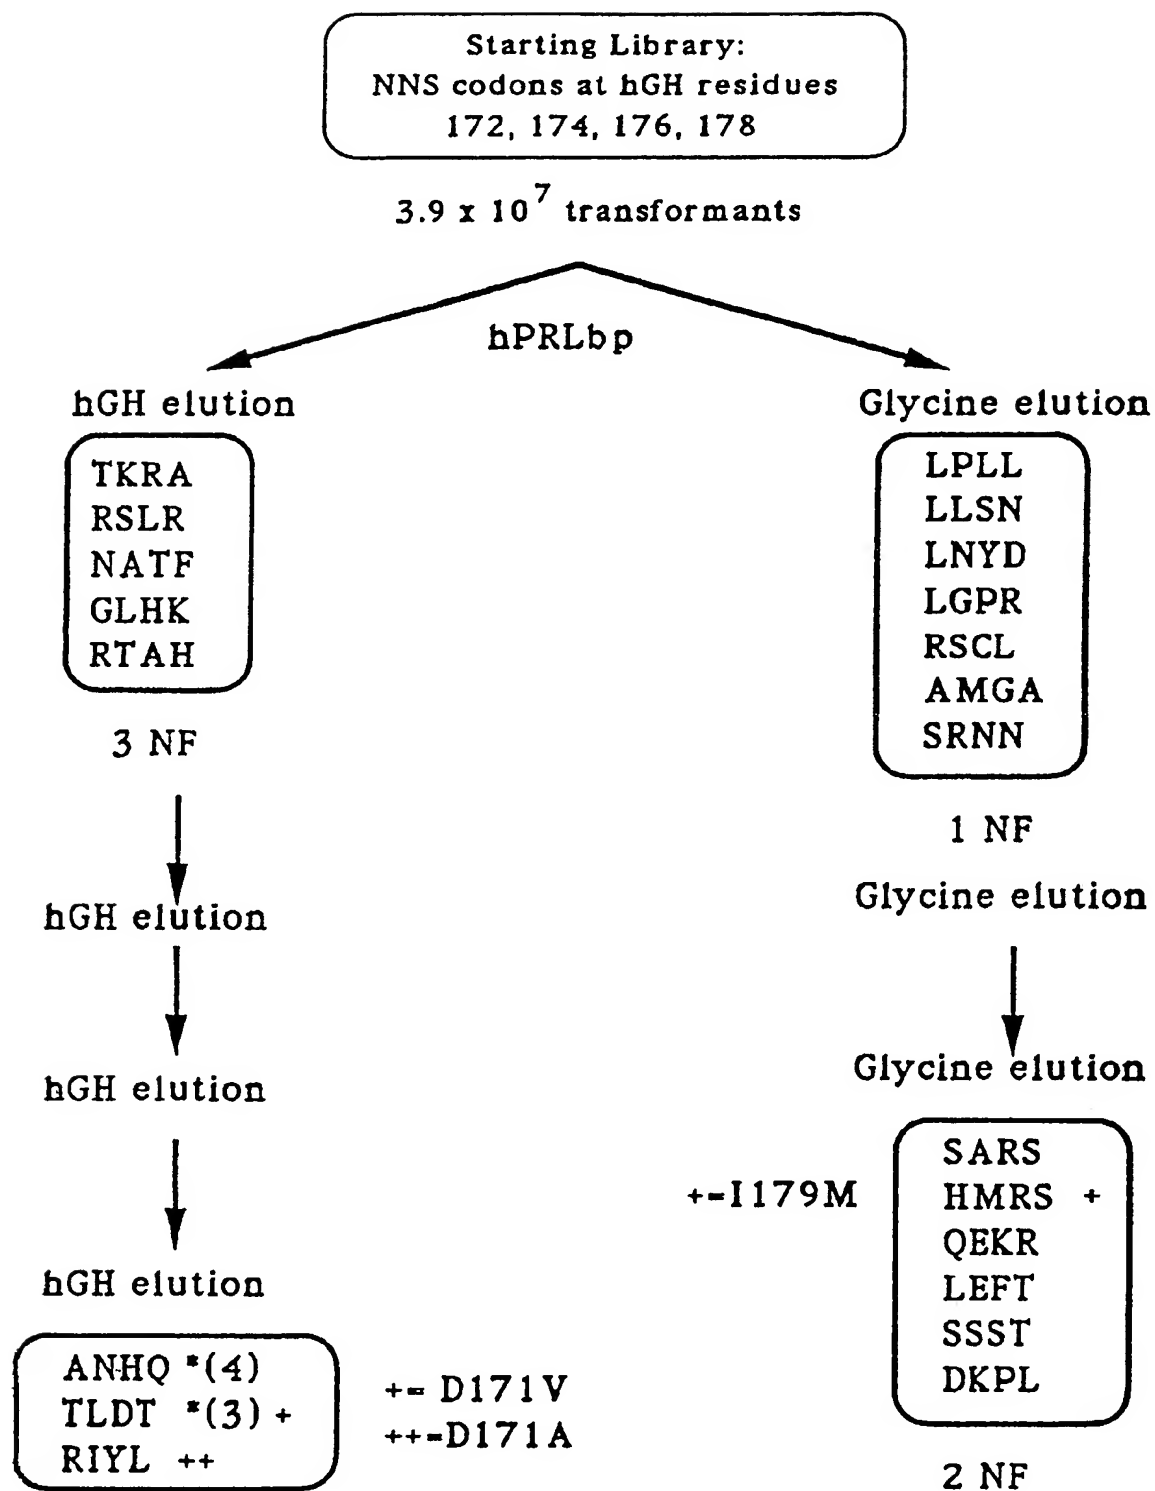 Starting Library:
NNS codons at hGH residues
172, 174, 176, 178
3.9 x 10^7 transformants
hPRLbp
hGH elution
TKRA
RSLR
NATF
GLHK
RTAH
3 NF
hGH elution
hGH elution
hGH elution
ANHQ *(4)
TLDT *(3) +
RIYL ++
+= D171V
++=D171A
Glycine elution
LPLL
LLSN
LNYD
LGPR
RSCL
AMGA
SRNN
1 NF
Glycine elution
Glycine elution
+=I179M
SARS
HMRS +
QEKR
LEFT
SSST
DKPL
2 NF